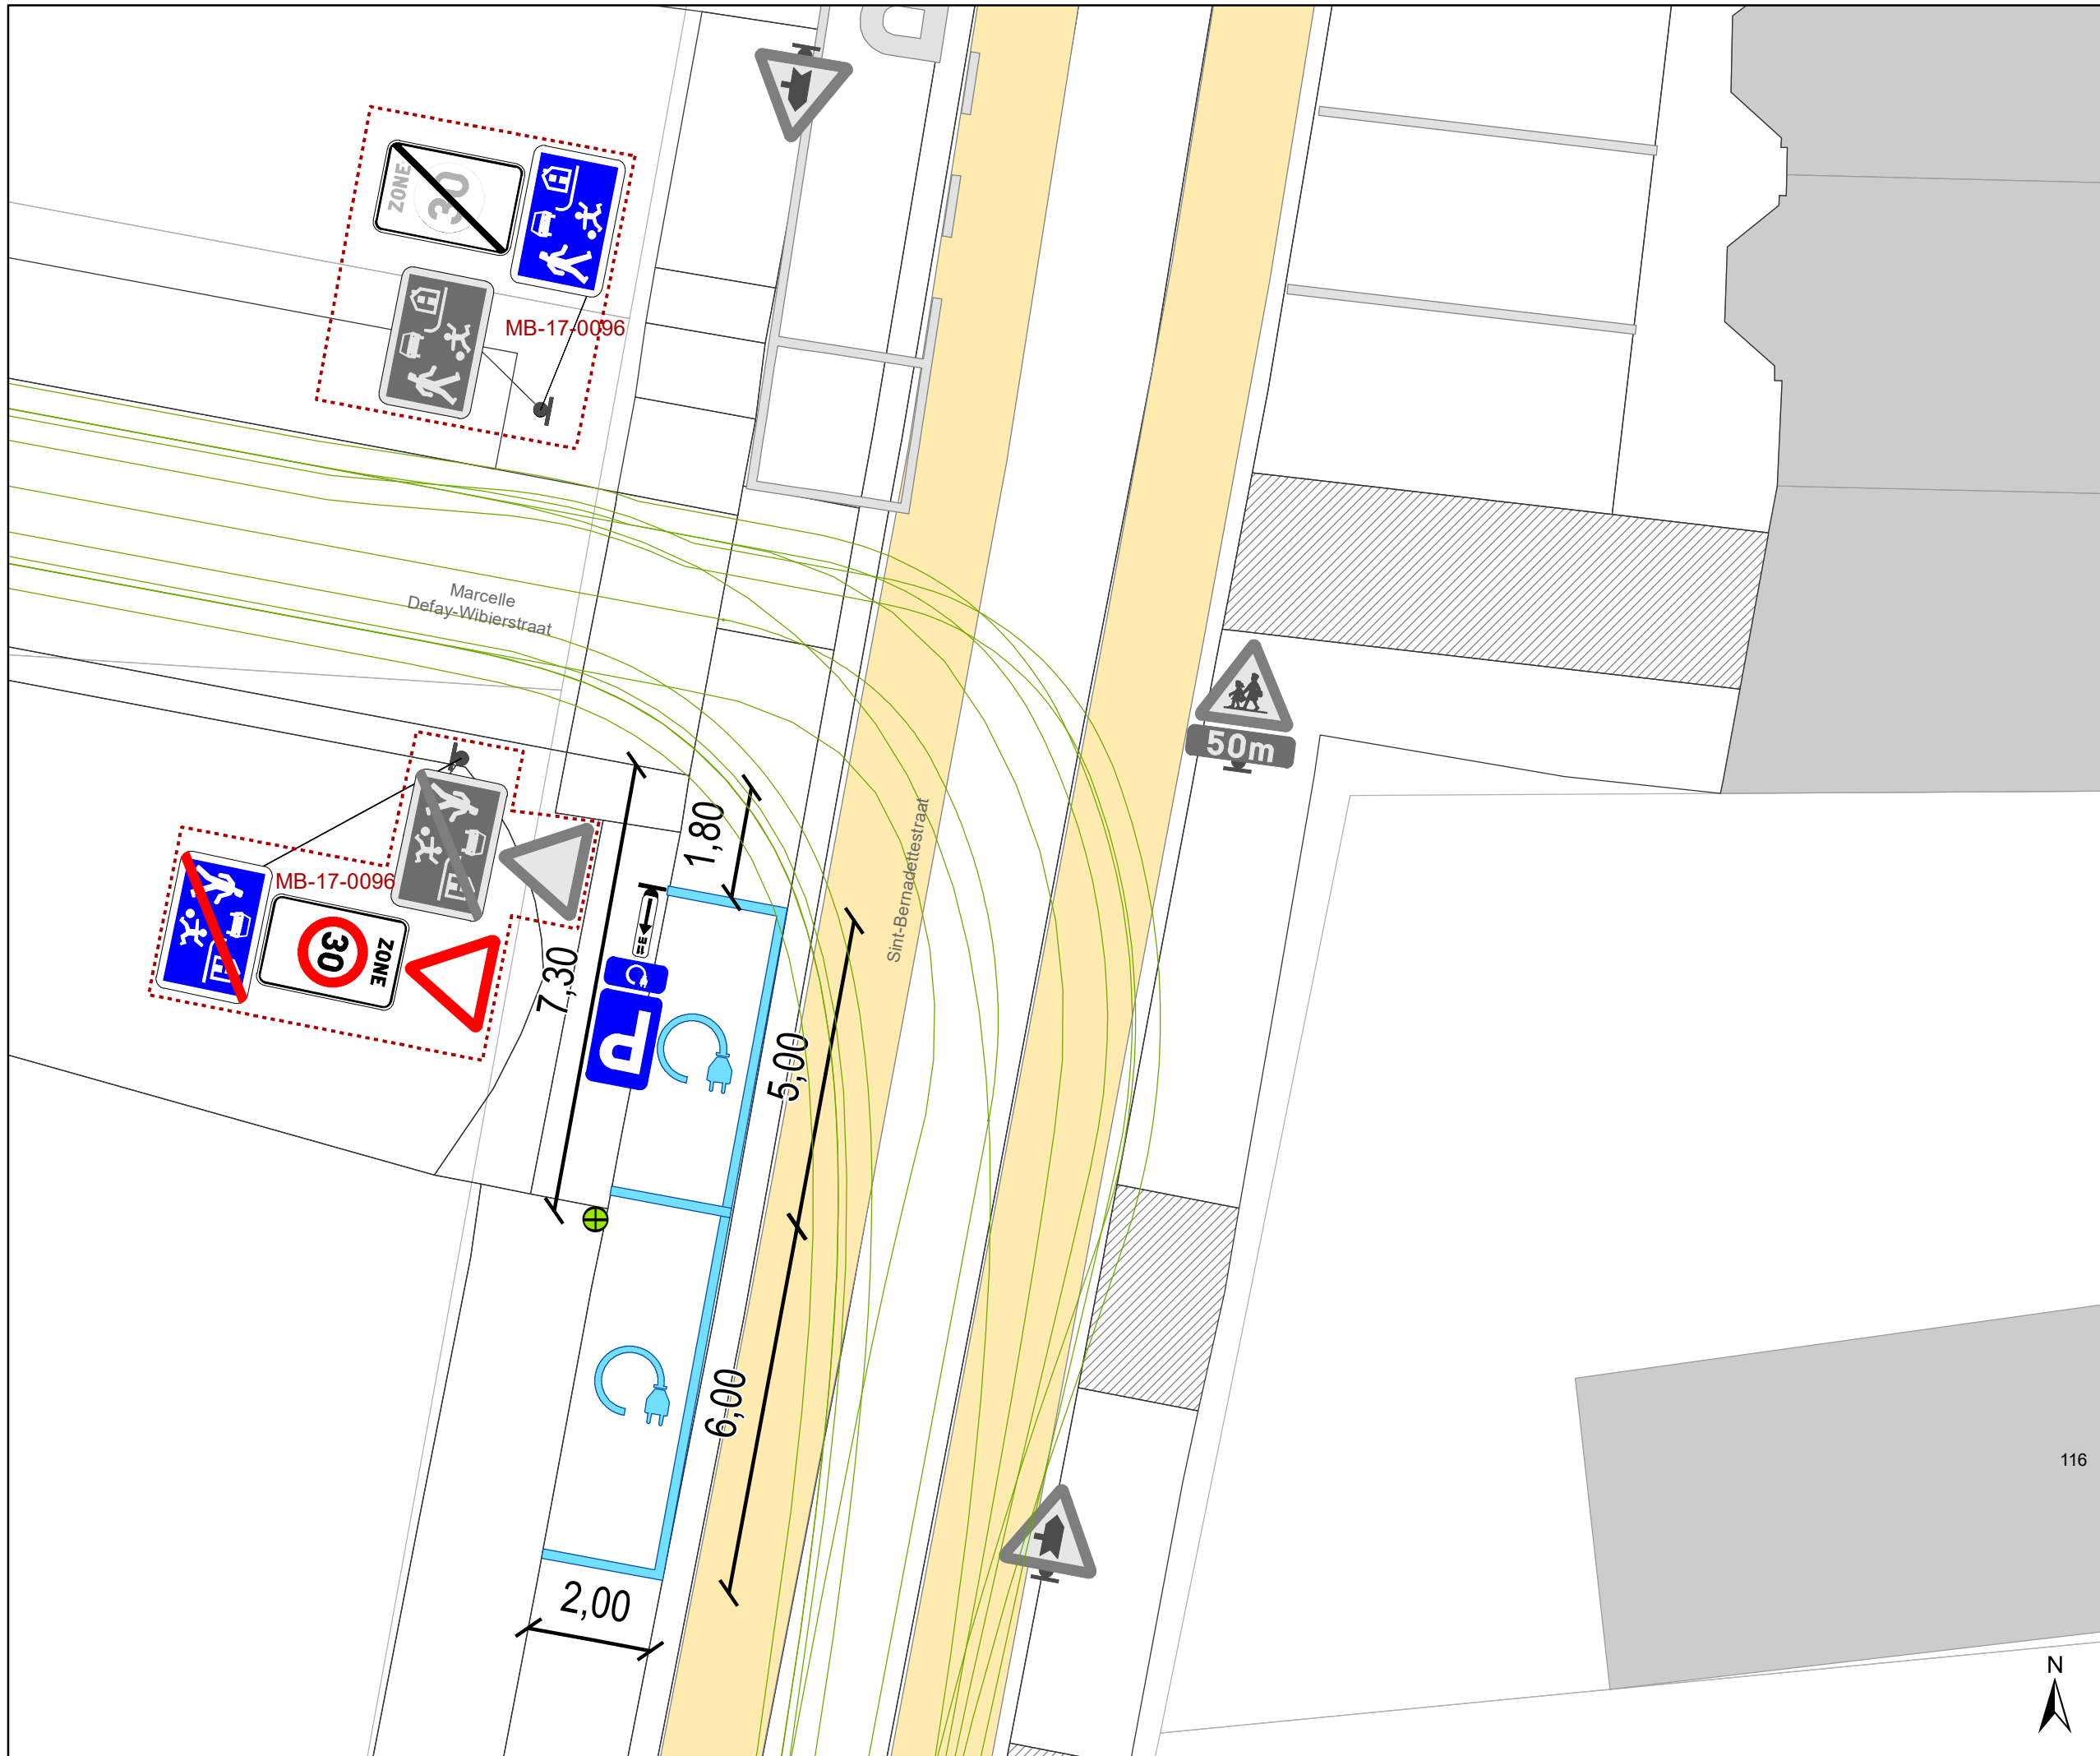 P
ZONE
30
MB-17-0096
Marcelle
Defay-Wibierstraat
50m
Sint-Bernadettestraat
1,80
MB-17-0096
ZONE
30
7,30
P
5,00
6,00
2,00
116
N